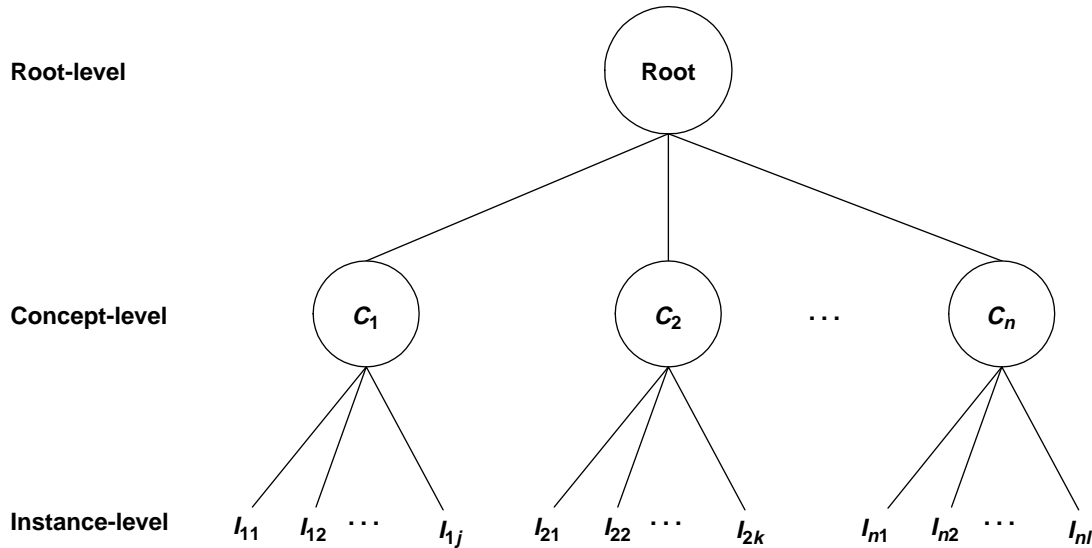 Root-level Root
Concept-level C1 C2 ... Cn
Instance-level I11 I12 ... I1j I21 I22 ... I2k In1 In2 ... Inl